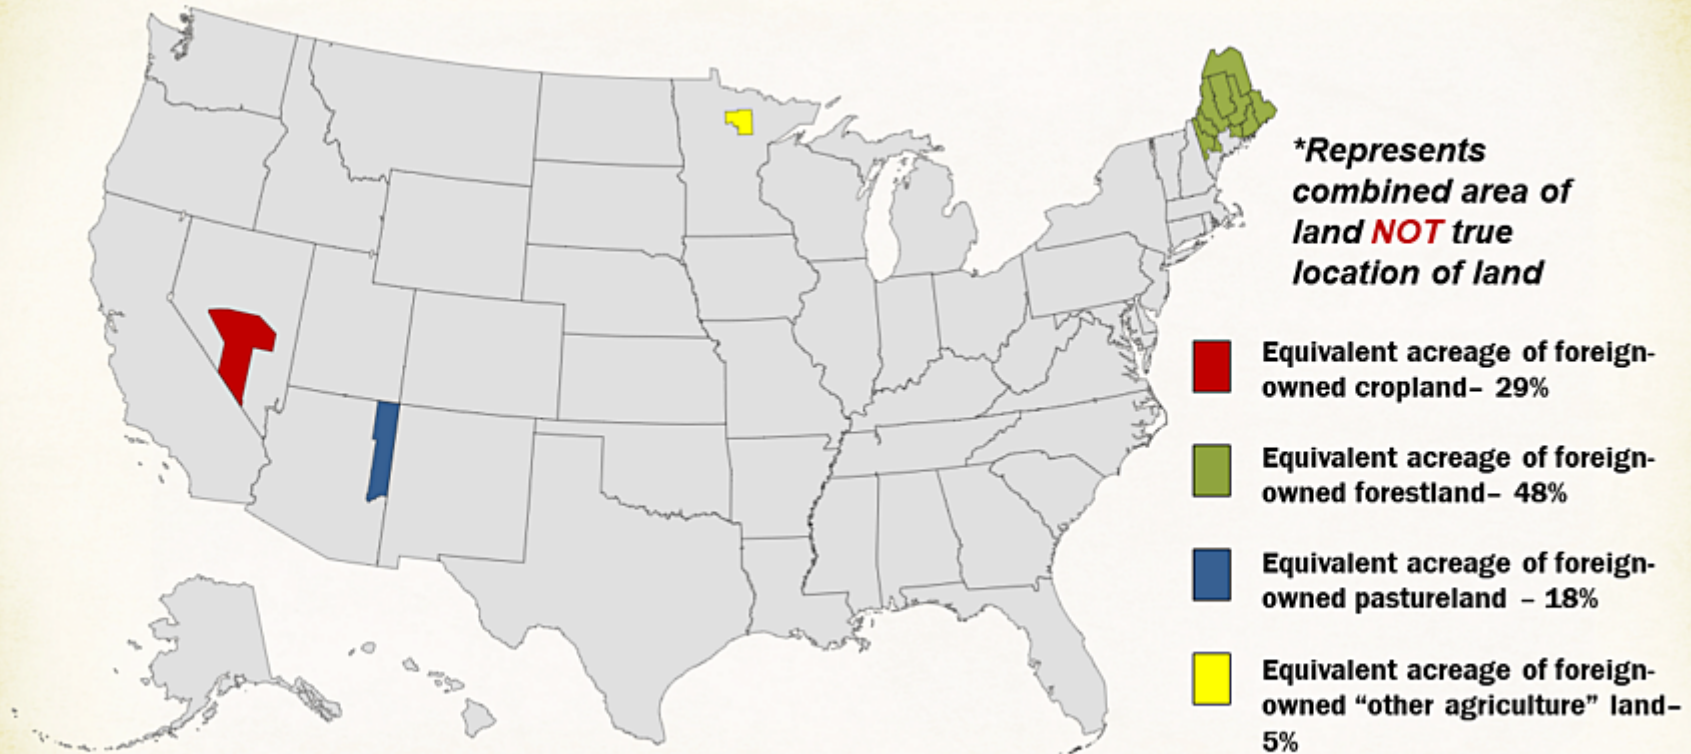 *Represents
combined area of
land NOT true
location of land
Equivalent acreage of foreign-
owned cropland– 29%
Equivalent acreage of foreign-
owned forestland– 48%
Equivalent acreage of foreign-
owned pastureland – 18%
Equivalent acreage of foreign-
owned “other agriculture” land–
5%